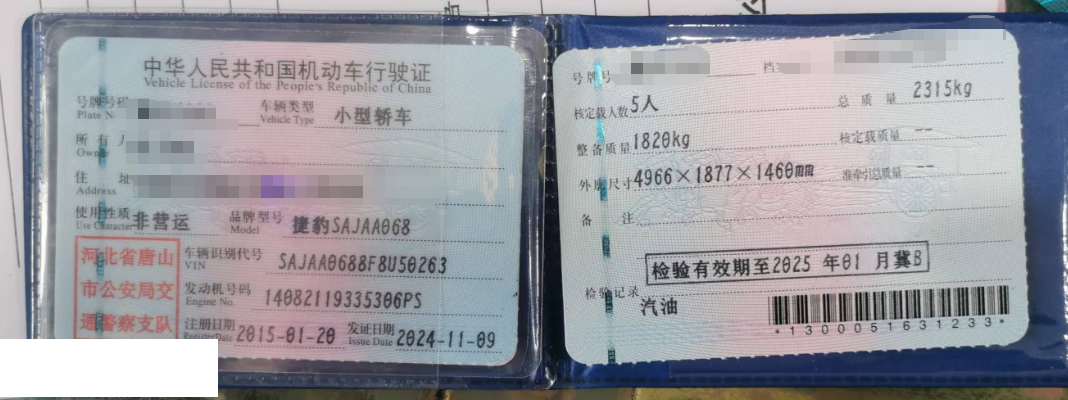 中华人民共和国机动车行驶证
Vehicle License of the People's Republic of China
号牌号码
Plate No.
车辆类型
Vehicle Type
小型轿车
所有人
Owner
住址
Address
使用性质
Use Character
非营运
品牌型号
Model
捷豹SAJAA068
河北省唐山
市公安局交
通警察支队
车辆识别代号
VIN
SAJAA0688F8U50263
发动机号码
Engine No.
14082119335306PS
注册日期
Register Date
2015-01-20
发证日期
Issue Date
2024-11-09
号牌号
档
核定载人数
5人
总质量
2315kg
整备质量
1820kg
核定载质量
--
外廓尺寸
4966×1877×1460mm
准牵引总质量
--
备注
检验有效期至2025 年01 月冀B
检验记录
汽油
*1300051631233*